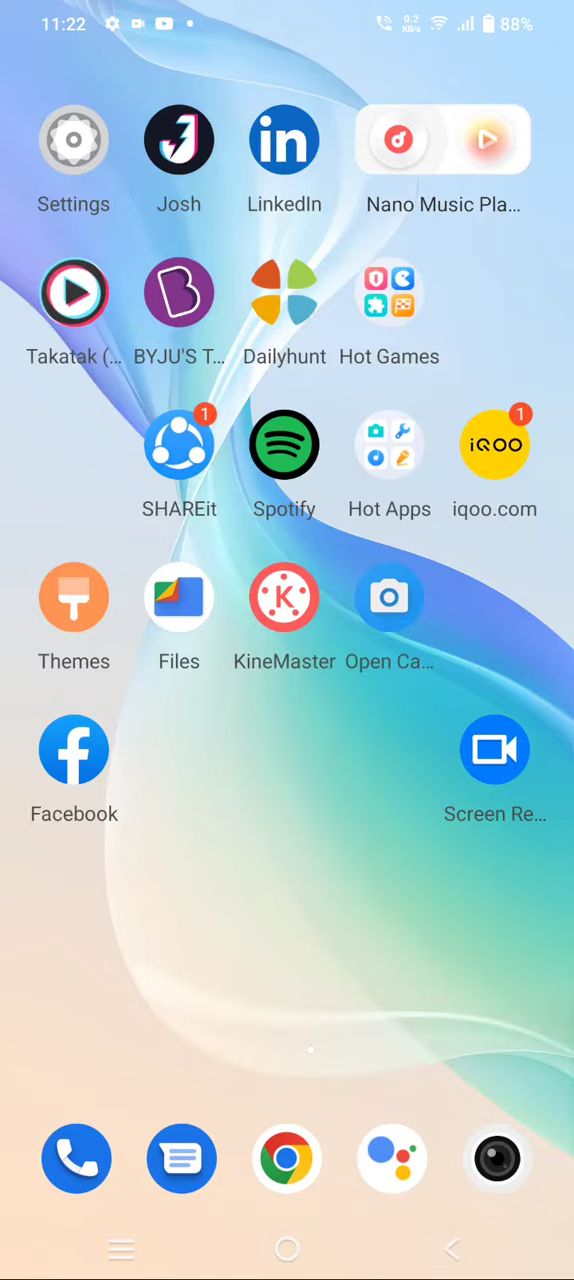 11:22 0.2 KB/s 88%
Settings Josh LinkedIn Nano Music Pla...
Takatak (... BYJU'S T... Dailyhunt Hot Games
1 1
iQOO
SHAREit Spotify Hot Apps iqoo.com
K
Themes Files KineMaster Open Ca...
Facebook Screen Re...